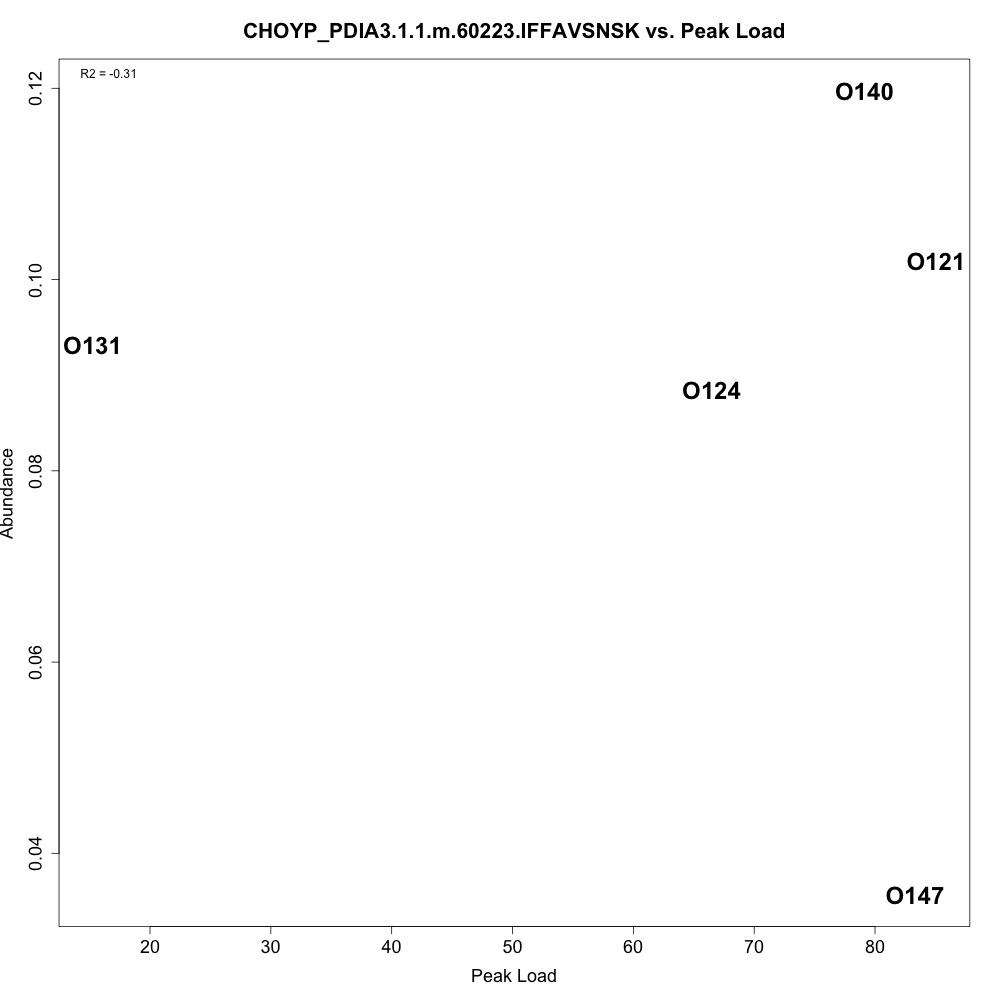 CHOYP_PDIA3.1.1.m.60223.IFFAVSNSK vs. Peak Load
R2 = -0.31
0.12
O140
O121
0.10
O131
O124
0.08
Abundance
0.06
0.04
O147
20 30 40 50 60 70 80
Peak Load